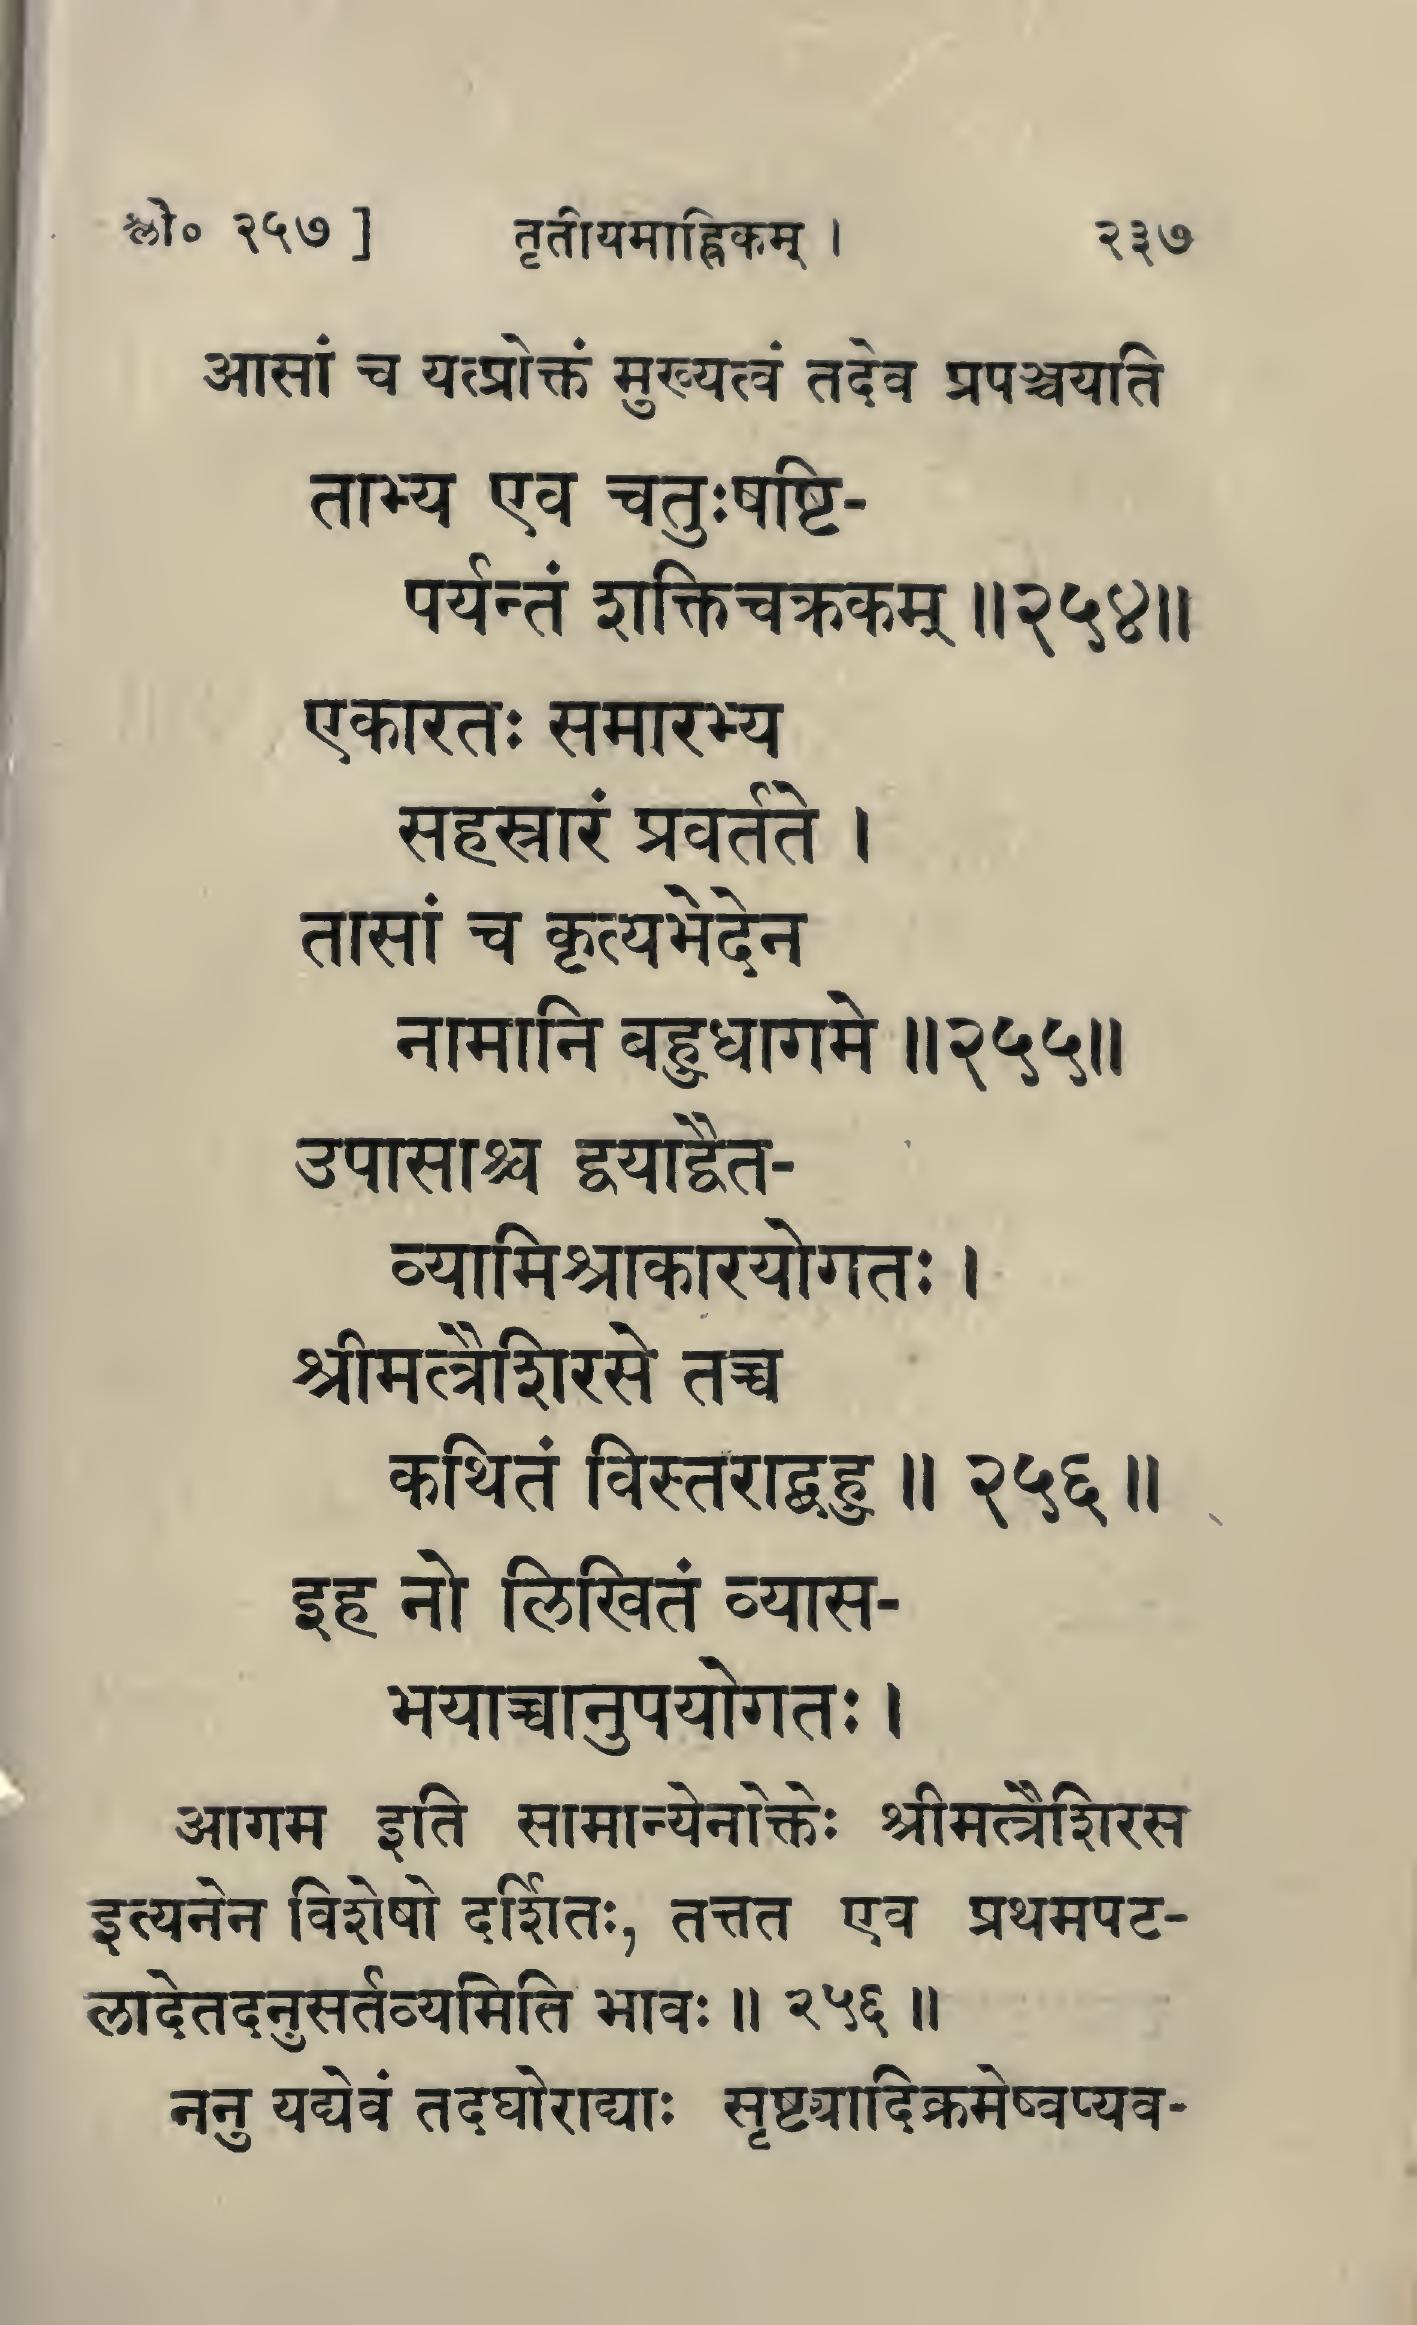 श्लो० २५७ ] तृतीयमाह्निकम् । २३७
आसां च यत्प्रोक्तं मुख्यत्वं तदेव प्रपञ्चयाति
ताभ्य एव चतुःषष्टि-
पर्यन्तं शक्तिचक्रकम् ॥२५४॥
एकारतः समारभ्य
सहस्रारं प्रवर्तते ।
तासां च कृत्यभेदेन
नामानि बहुधागमे ॥२५५॥
उपासाश्च द्वयाद्वैत-
व्यामिश्राकारयोगतः ।
श्रीमत्त्रैशिरसे तच्च
कथितं विस्तराद्बहु ॥ २५६ ॥
इह नो लिखितं व्यास-
भयाच्चानुपयोगतः ।
आगम इति सामान्येनोक्तेः श्रीमत्त्रैशिरस
इत्यनेन विशेषो दर्शितः, तत्तत एव प्रथमपट-
लादेतदनुसर्तव्यमिति भावः ॥ २५६ ॥
ननु यद्येवं तदघोराद्याः सृष्ट्यादिक्रमेष्वप्यव-